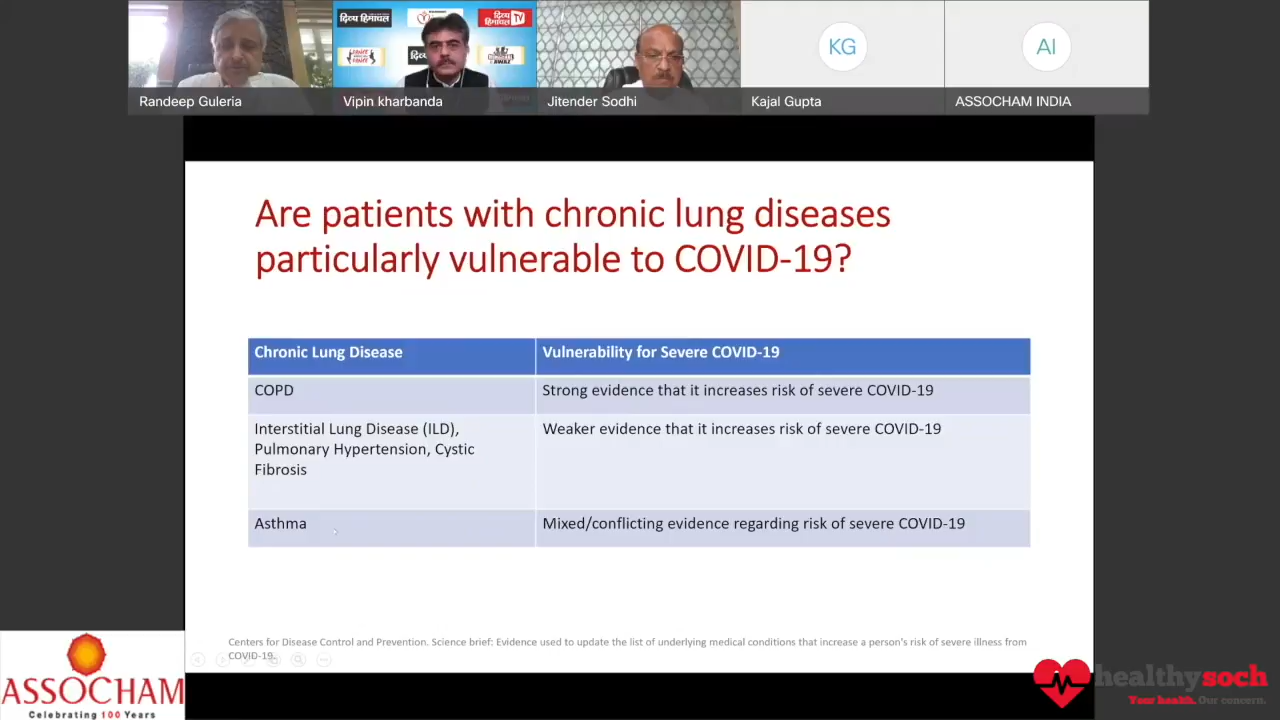 दिव्य हिमाचल
दिव्य हिमाचल TV
Randeep Guleria
Vipin kharbanda
Jitender Sodhi
KG
Kajal Gupta
AI
ASSOCHAM INDIA
Are patients with chronic lung diseases
particularly vulnerable to COVID-19?
Chronic Lung Disease
Vulnerability for Severe COVID-19
COPD
Strong evidence that it increases risk of severe COVID-19
Interstitial Lung Disease (ILD),
Pulmonary Hypertension, Cystic
Fibrosis
Weaker evidence that it increases risk of severe COVID-19
Asthma
Mixed/conflicting evidence regarding risk of severe COVID-19
Centers for Disease Control and Prevention. Science brief: Evidence used to update the list of underlying medical conditions that increase a person's risk of severe illness from
COVID-19.
ASSOCHAM
Celebrating 100 Years
healthysoch
Your health. Our concern.